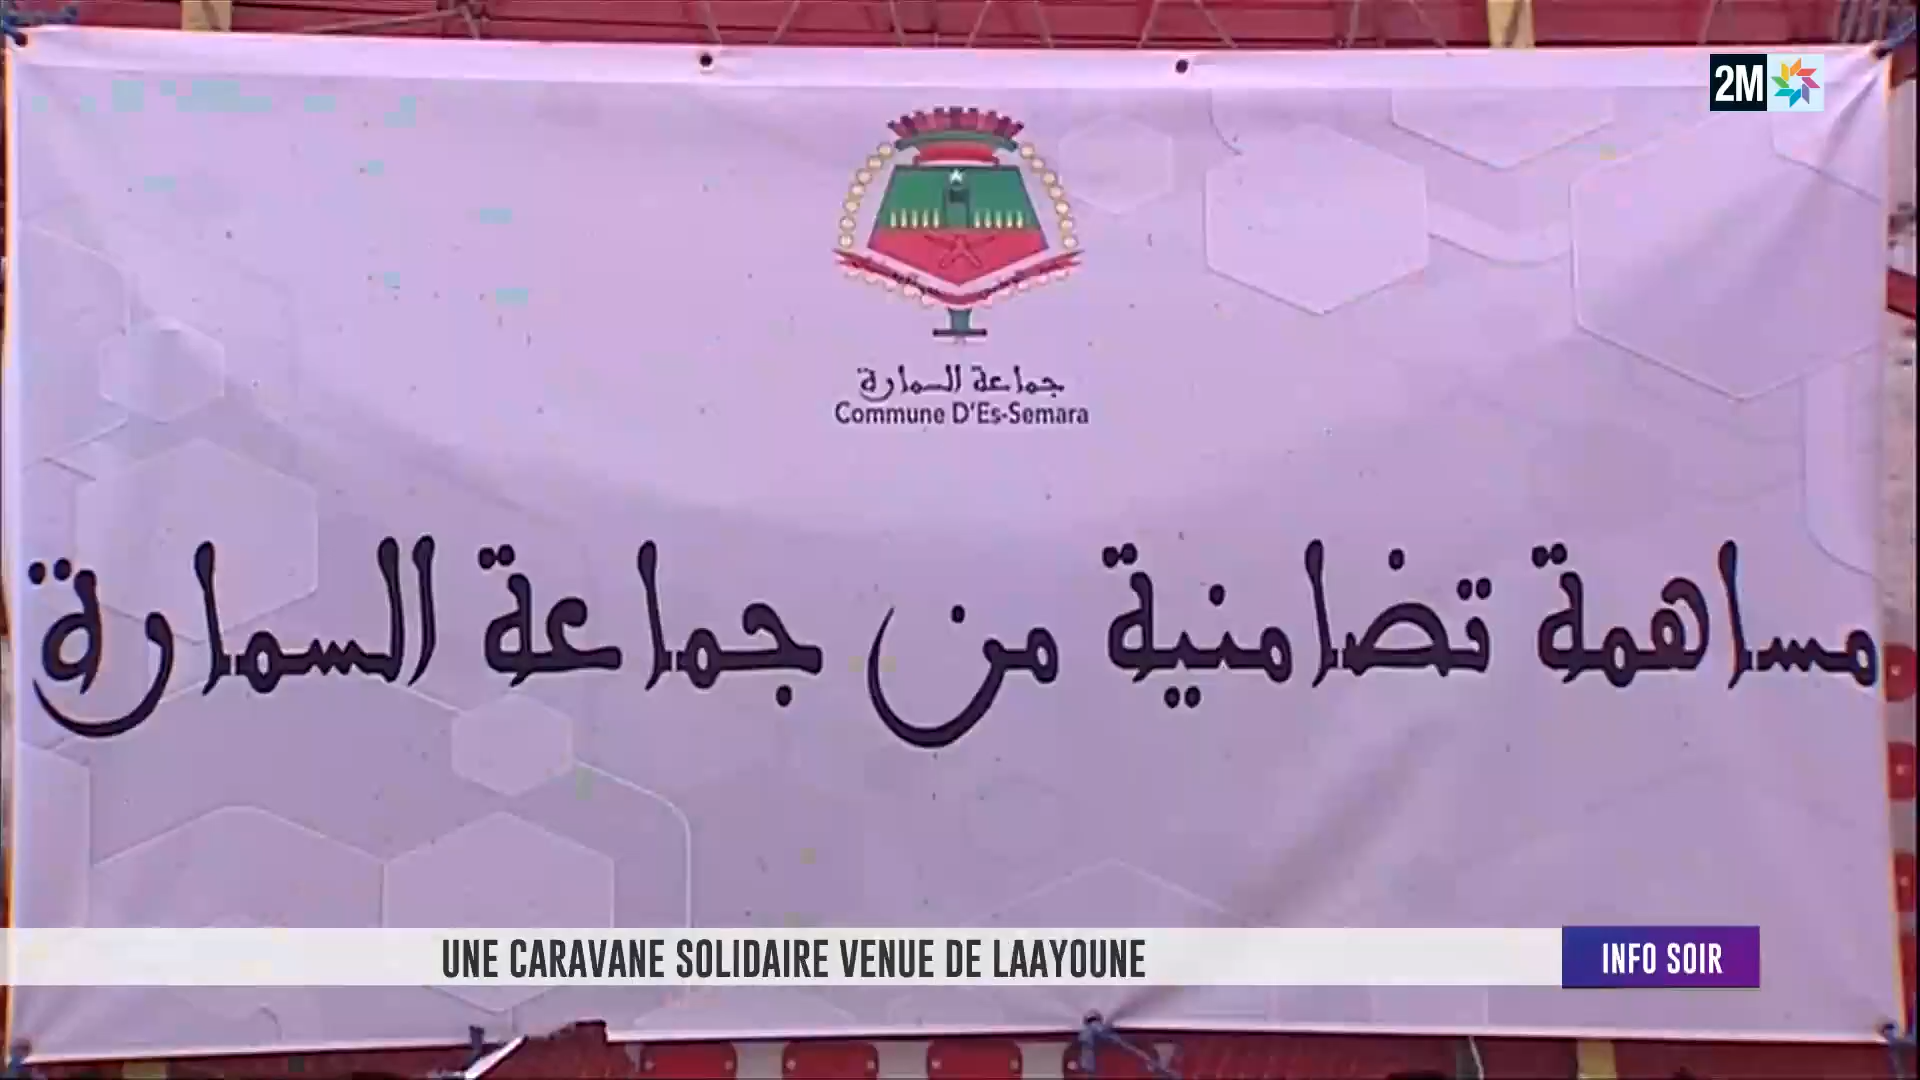 2M
جماعة السمارة
Commune D'Es-Semara
مساهمة تضامنية من جماعة السمارة
UNE CARAVANE SOLIDAIRE VENUE DE LAAYOUNE
INFO SOIR